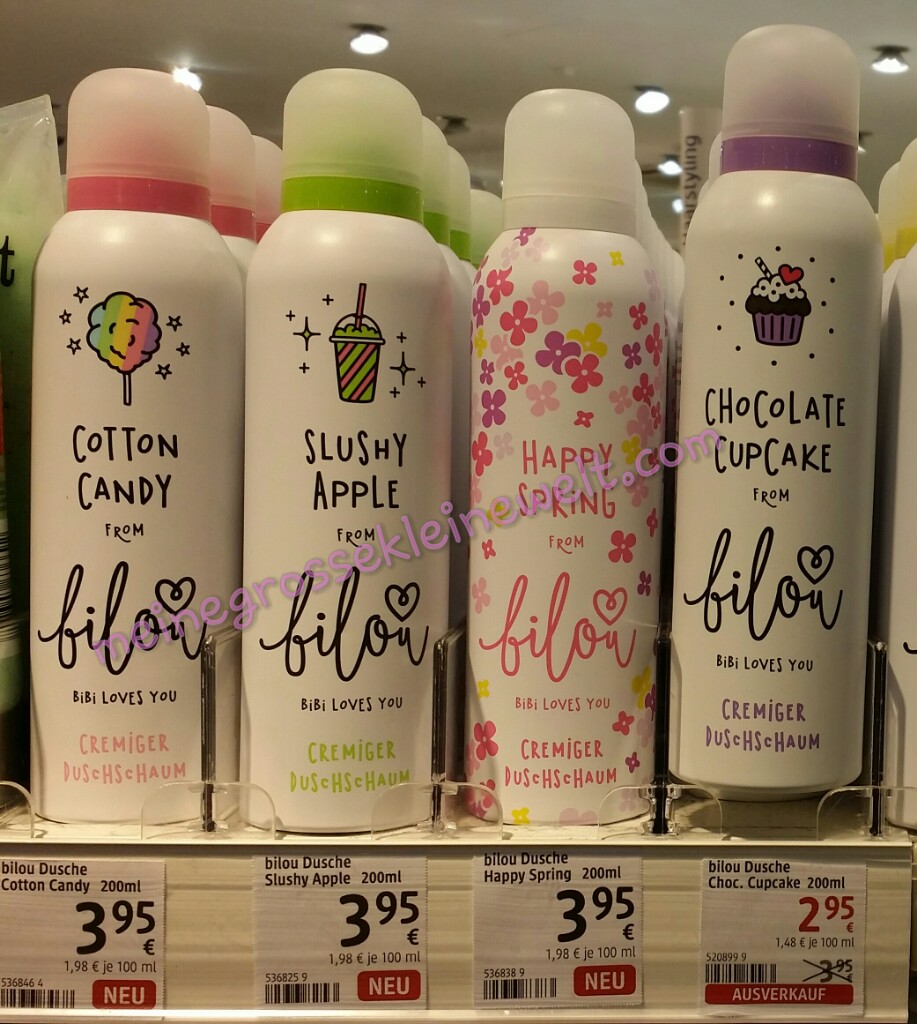 COTTON
CANDY
FROM
bilou
BiBi LOVES YOU
CREMIGER
DUSCHSCHAUM
SLUSHY
APPLE
FROM
bilou
BiBi LOVES YOU
CREMIGER
DUSCHSCHAUM
HAPPY
SPRING
FROM
bilou
BiBi LOVES YOU
CREMIGER
DUSCHSCHAUM
CHOCOLATE
CUPCAKE
FROM
bilou
BiBi LOVES YOU
CREMIGER
DUSCHSCHAUM
meinegrossekleinewelt.com
bilou Dusche
Cotton Candy 200ml
3 95
€
1,98 € je 100 ml
536846 4
NEU
bilou Dusche
Slushy Apple 200ml
3 95
€
1,98 € je 100 ml
536825 9
NEU
bilou Dusche
Happy Spring 200ml
3 95
€
1,98 € je 100 ml
536838 9
NEU
bilou Dusche
Choc. Cupcake 200ml
2 95
€
1,48 € je 100 ml
520899 9
3 95
€
AUSVERKAUF